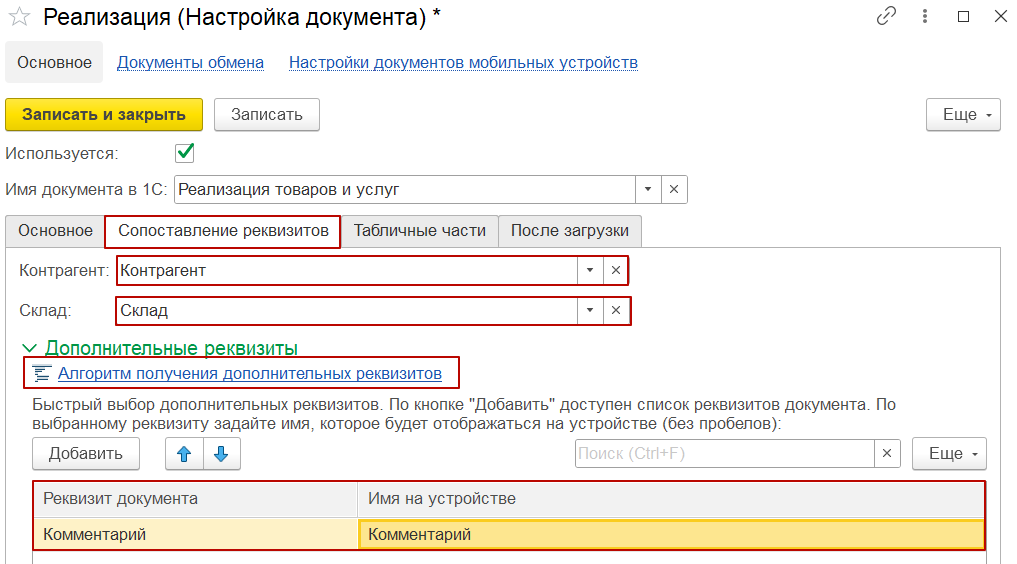 Реализация (Настройка документа) *
Основное Документы обмена Настройки документов мобильных устройств
Записать и закрыть Записать Еще
Используется:
Имя документа в 1С: Реализация товаров и услуг
Основное Сопоставление реквизитов Табличные части После загрузки
Контрагент: Контрагент
Склад: Склад
Дополнительные реквизиты
Алгоритм получения дополнительных реквизитов
Быстрый выбор дополнительных реквизитов. По кнопке "Добавить" доступен список реквизитов документа. По
выбранному реквизиту задайте имя, которое будет отображаться на устройстве (без пробелов):
Добавить Поиск (Ctrl+F) Еще
Реквизит документа Имя на устройстве
Комментарий Комментарий